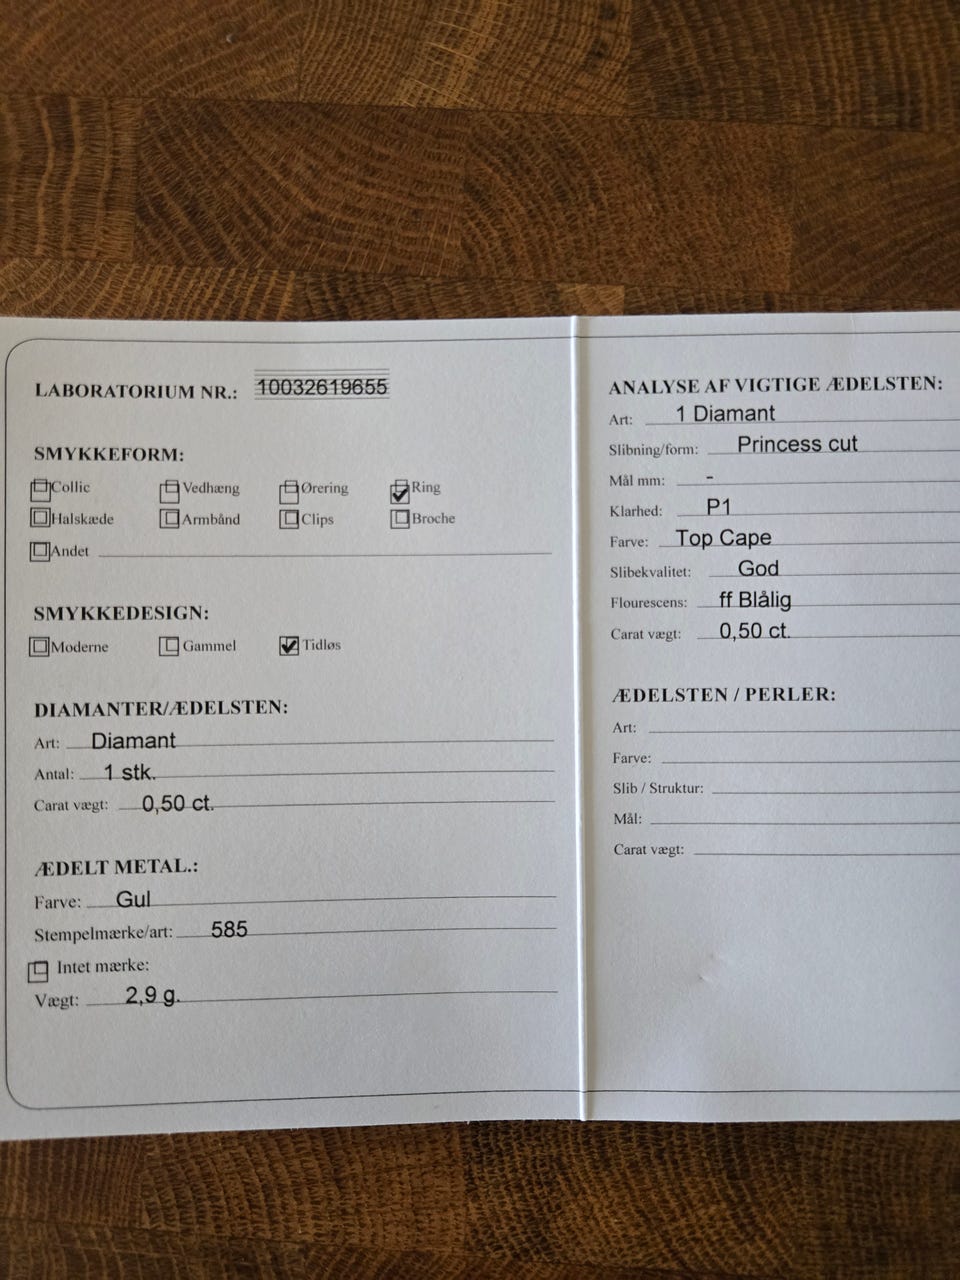 LABORATORIUM NR.: 10032619655
SMYKKEFORM:
Collic Vedhæng Ørering Ring
Halskæde Armbånd Clips Broche
Andet
SMYKKEDESIGN:
Moderne Gammel Tidløs
DIAMANTER/ÆDELSTEN:
Art: Diamant
Antal: 1 stk.
Carat vægt: 0,50 ct.
ÆDELT METAL.:
Farve: Gul
Stempelmærke/art: 585
Intet mærke:
Vægt: 2,9 g.
ANALYSE AF VIGTIGE ÆDELSTEN:
Art: 1 Diamant
Slibning/form: Princess cut
Mål mm: -
Klarhed: P1
Farve: Top Cape
Slibekvalitet: God
Flourescens: ff Blålig
Carat vægt: 0,50 ct.
ÆDELSTEN / PERLER:
Art:
Farve:
Slib / Struktur:
Mål:
Carat vægt: